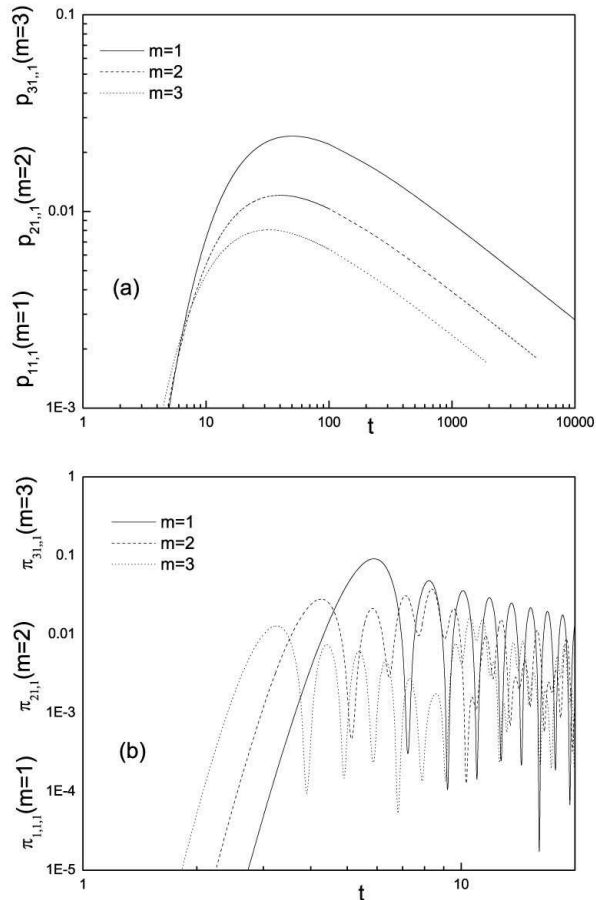 0.1
0.01
1E-3
p31,,1(m=3)
p21,,1(m=2)
p11,1(m=1)
m=1
m=2
m=3
(a)
1 10 100 1000 10000
t
1
0.1
0.01
1E-3
1E-4
1E-5
π31,,1(m=3)
π21,1(m=2)
π1,1,1(m=1)
m=1
m=2
m=3
(b)
1 10
t